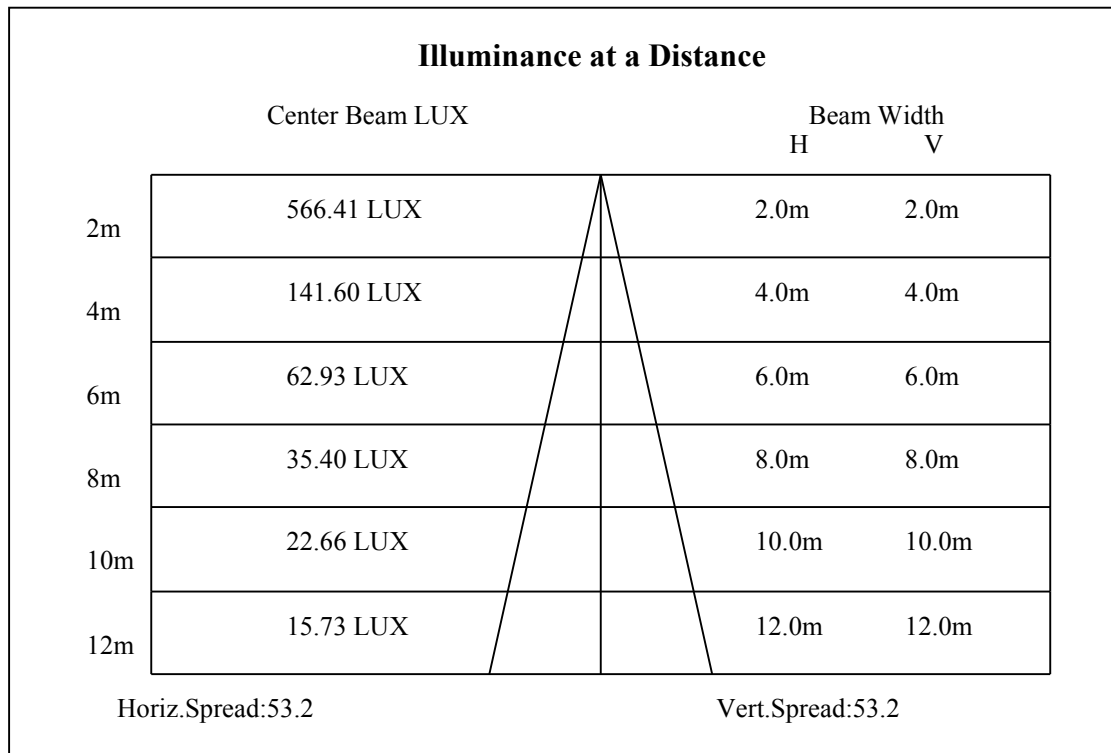 Illuminance at a Distance
Center Beam LUX Beam Width
H V
2m 566.41 LUX 2.0m 2.0m
4m 141.60 LUX 4.0m 4.0m
6m 62.93 LUX 6.0m 6.0m
8m 35.40 LUX 8.0m 8.0m
10m 22.66 LUX 10.0m 10.0m
12m 15.73 LUX 12.0m 12.0m
Horiz.Spread:53.2 Vert.Spread:53.2